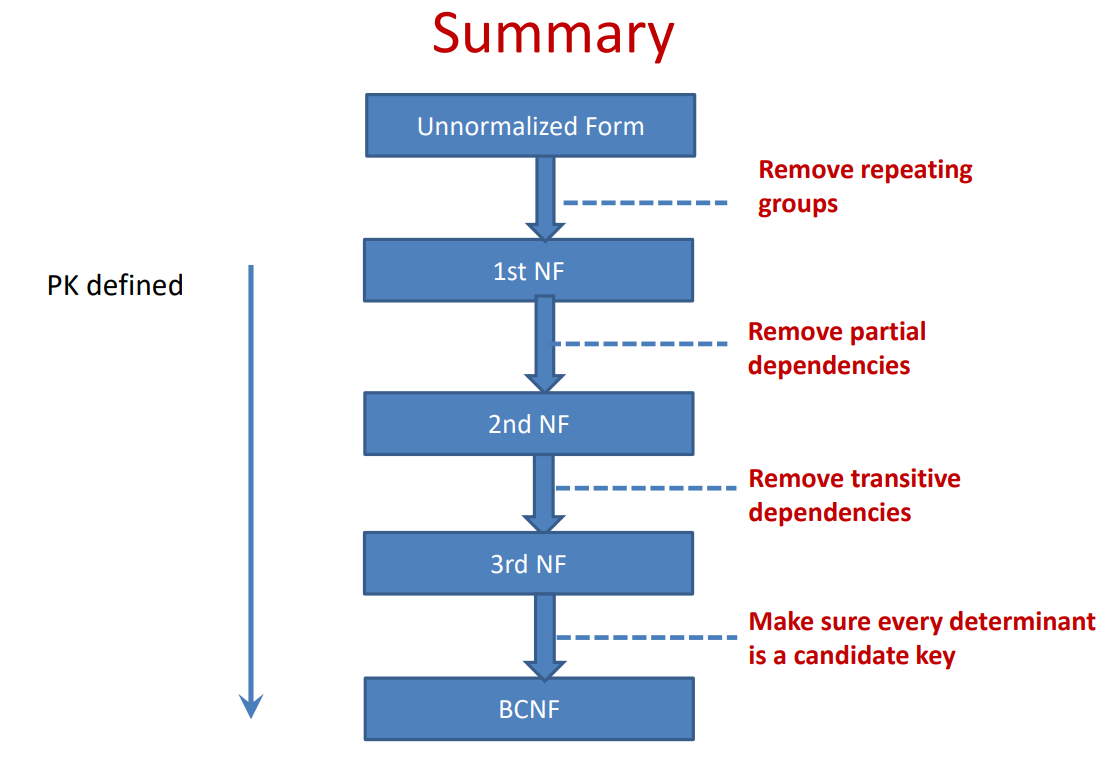 Summary
Unnormalized Form
Remove repeating
groups
1st NF
PK defined
Remove partial
dependencies
2nd NF
Remove transitive
dependencies
3rd NF
Make sure every determinant
is a candidate key
BCNF